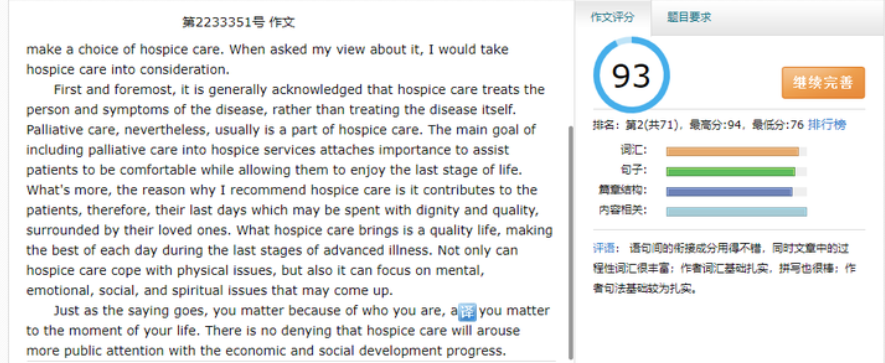 第2233351号 作文
make a choice of hospice care. When asked my view about it, I would take
hospice care into consideration.
First and foremost, it is generally acknowledged that hospice care treats the
person and symptoms of the disease, rather than treating the disease itself.
Palliative care, nevertheless, usually is a part of hospice care. The main goal of
including palliative care into hospice services attaches importance to assist
patients to be comfortable while allowing them to enjoy the last stage of life.
What's more, the reason why I recommend hospice care is it contributes to the
patients, therefore, their last days which may be spent with dignity and quality,
surrounded by their loved ones. What hospice care brings is a quality life, making
the best of each day during the last stages of advanced illness. Not only can
hospice care cope with physical issues, but also it can focus on mental,
emotional, social, and spiritual issues that may come up.
Just as the saying goes, you matter because of who you are, a译 you matter
to the moment of your life. There is no denying that hospice care will arouse
more public attention with the economic and social development progress.
作文评分
题目要求
93
继续完善
排名：第2(共71)，最高分:94，最低分:76 排行榜
词汇：
句子：
篇章结构：
内容相关：
评语： 语句间的衔接成分用得不错，同时文章中的过
程性词汇很丰富；作者词汇基础扎实，拼写也很棒；作
者句法基础较为扎实。